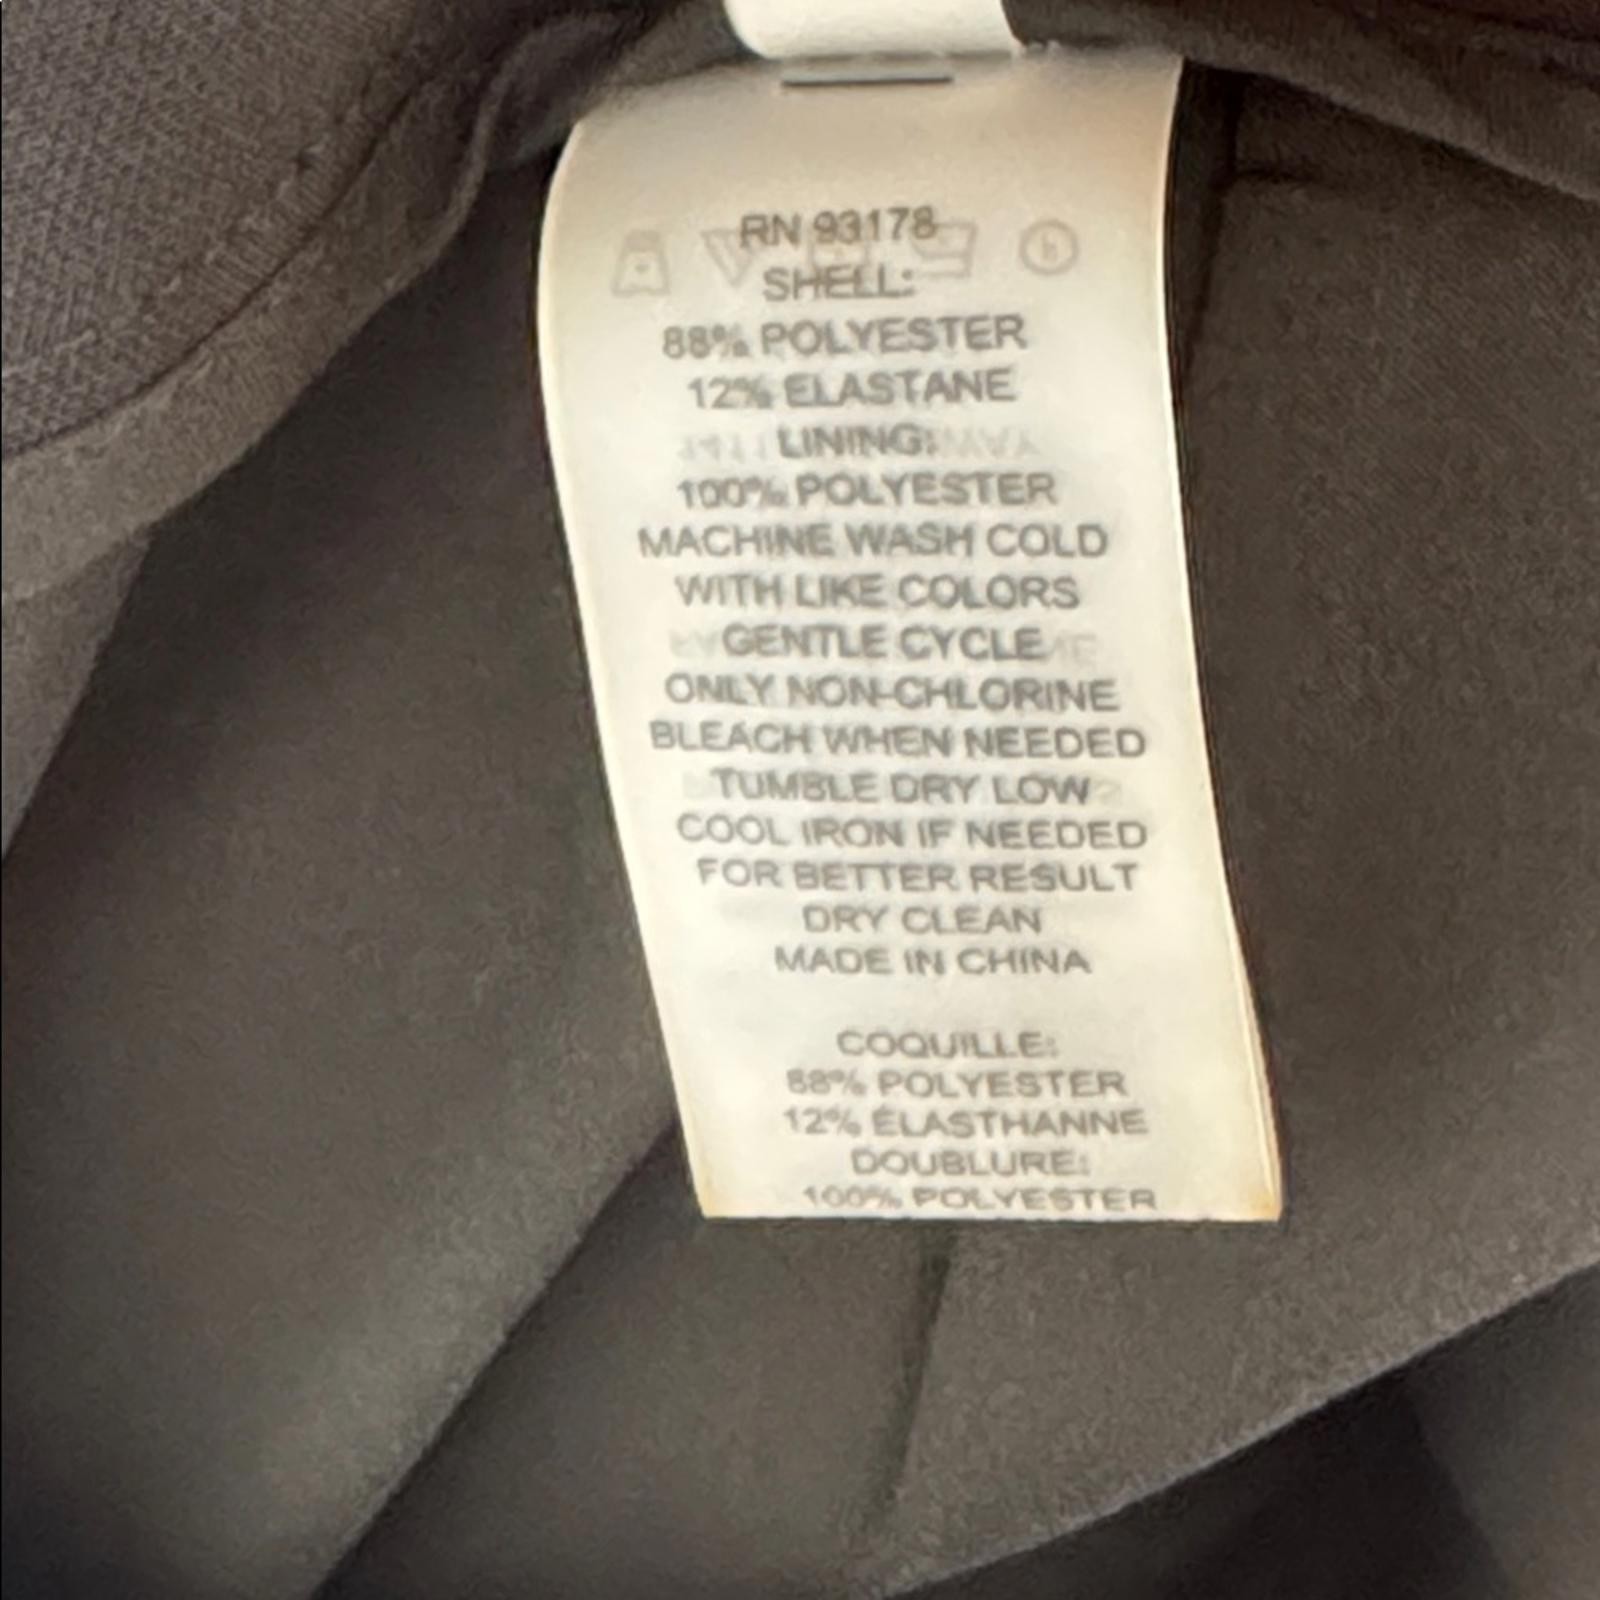 RN 93178
SHELL:
88% POLYESTER
12% ELASTANE
LINING:
100% POLYESTER
MACHINE WASH COLD
WITH LIKE COLORS
GENTLE CYCLE
ONLY NON-CHLORINE
BLEACH WHEN NEEDED
TUMBLE DRY LOW
COOL IRON IF NEEDED
FOR BETTER RESULT
DRY CLEAN
MADE IN CHINA
COQUILLE:
88% POLYESTER
12% ÉLASTHANNE
DOUBLURE:
100% POLYESTER